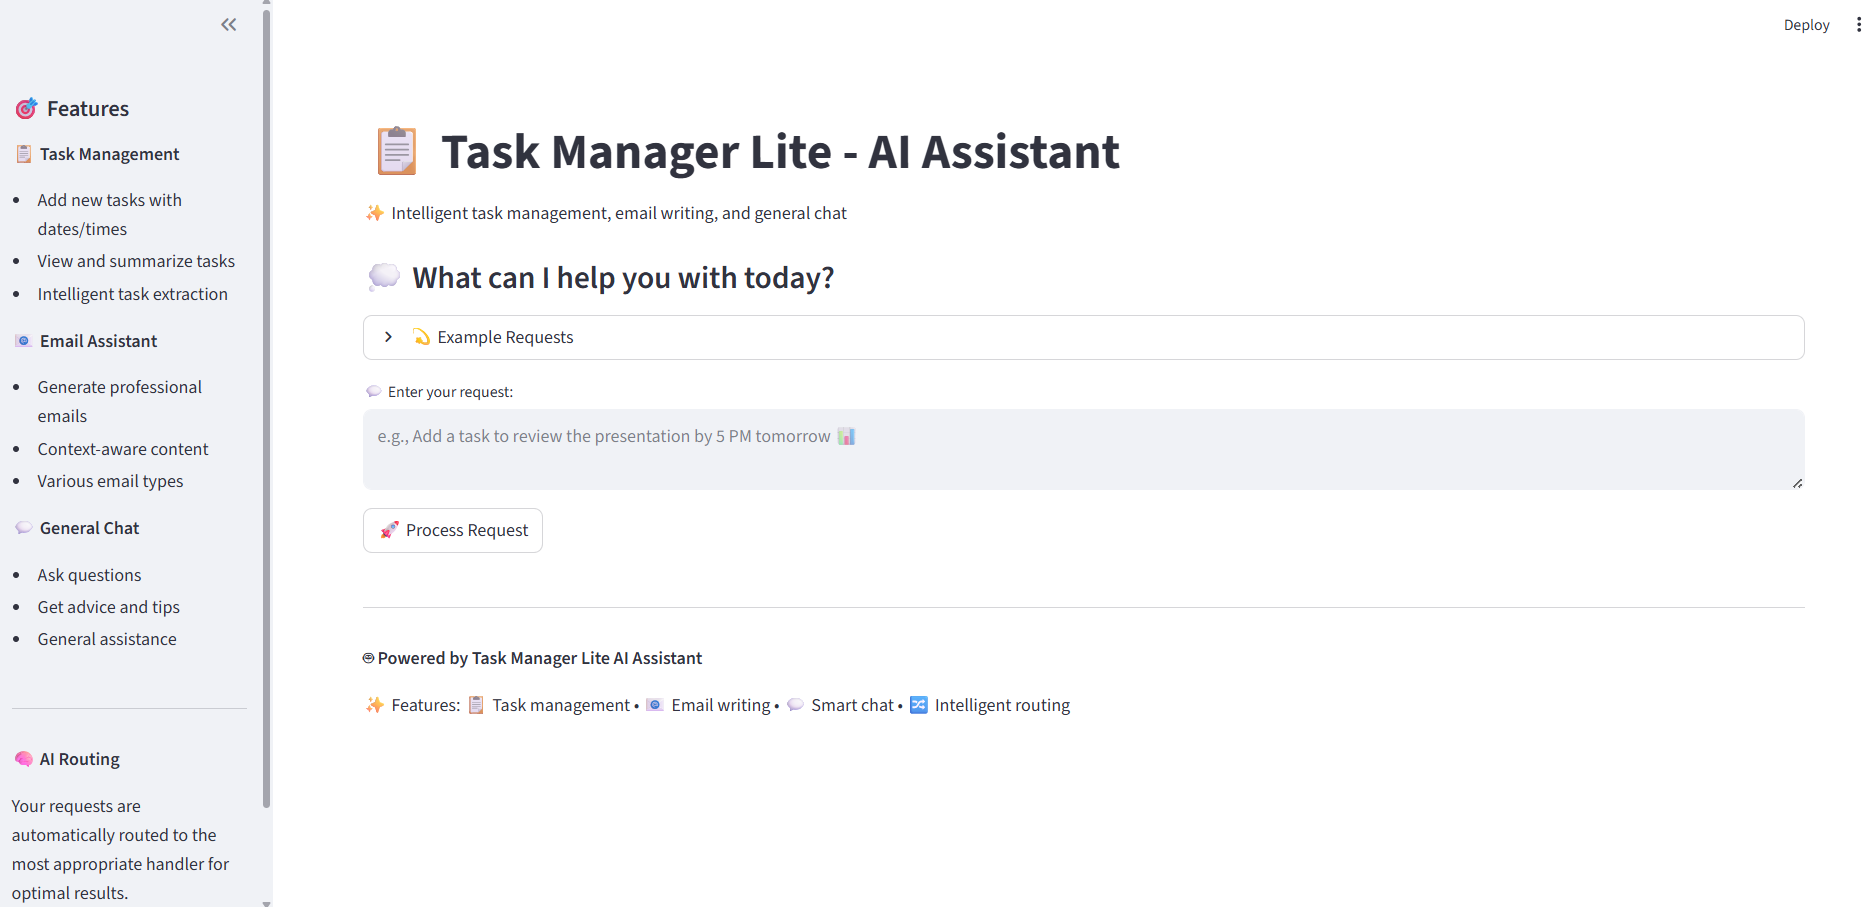 Deploy
Features
Task Management
Add new tasks with
dates/times
View and summarize tasks
Intelligent task extraction
Email Assistant
Generate professional
emails
Context-aware content
Various email types
General Chat
Ask questions
Get advice and tips
General assistance
AI Routing
Your requests are
automatically routed to the
most appropriate handler for
optimal results.
Task Manager Lite - AI Assistant
Intelligent task management, email writing, and general chat
What can I help you with today?
Example Requests
Enter your request:
e.g., Add a task to review the presentation by 5 PM tomorrow
Process Request
Powered by Task Manager Lite AI Assistant
Features: Task management • Email writing • Smart chat • Intelligent routing